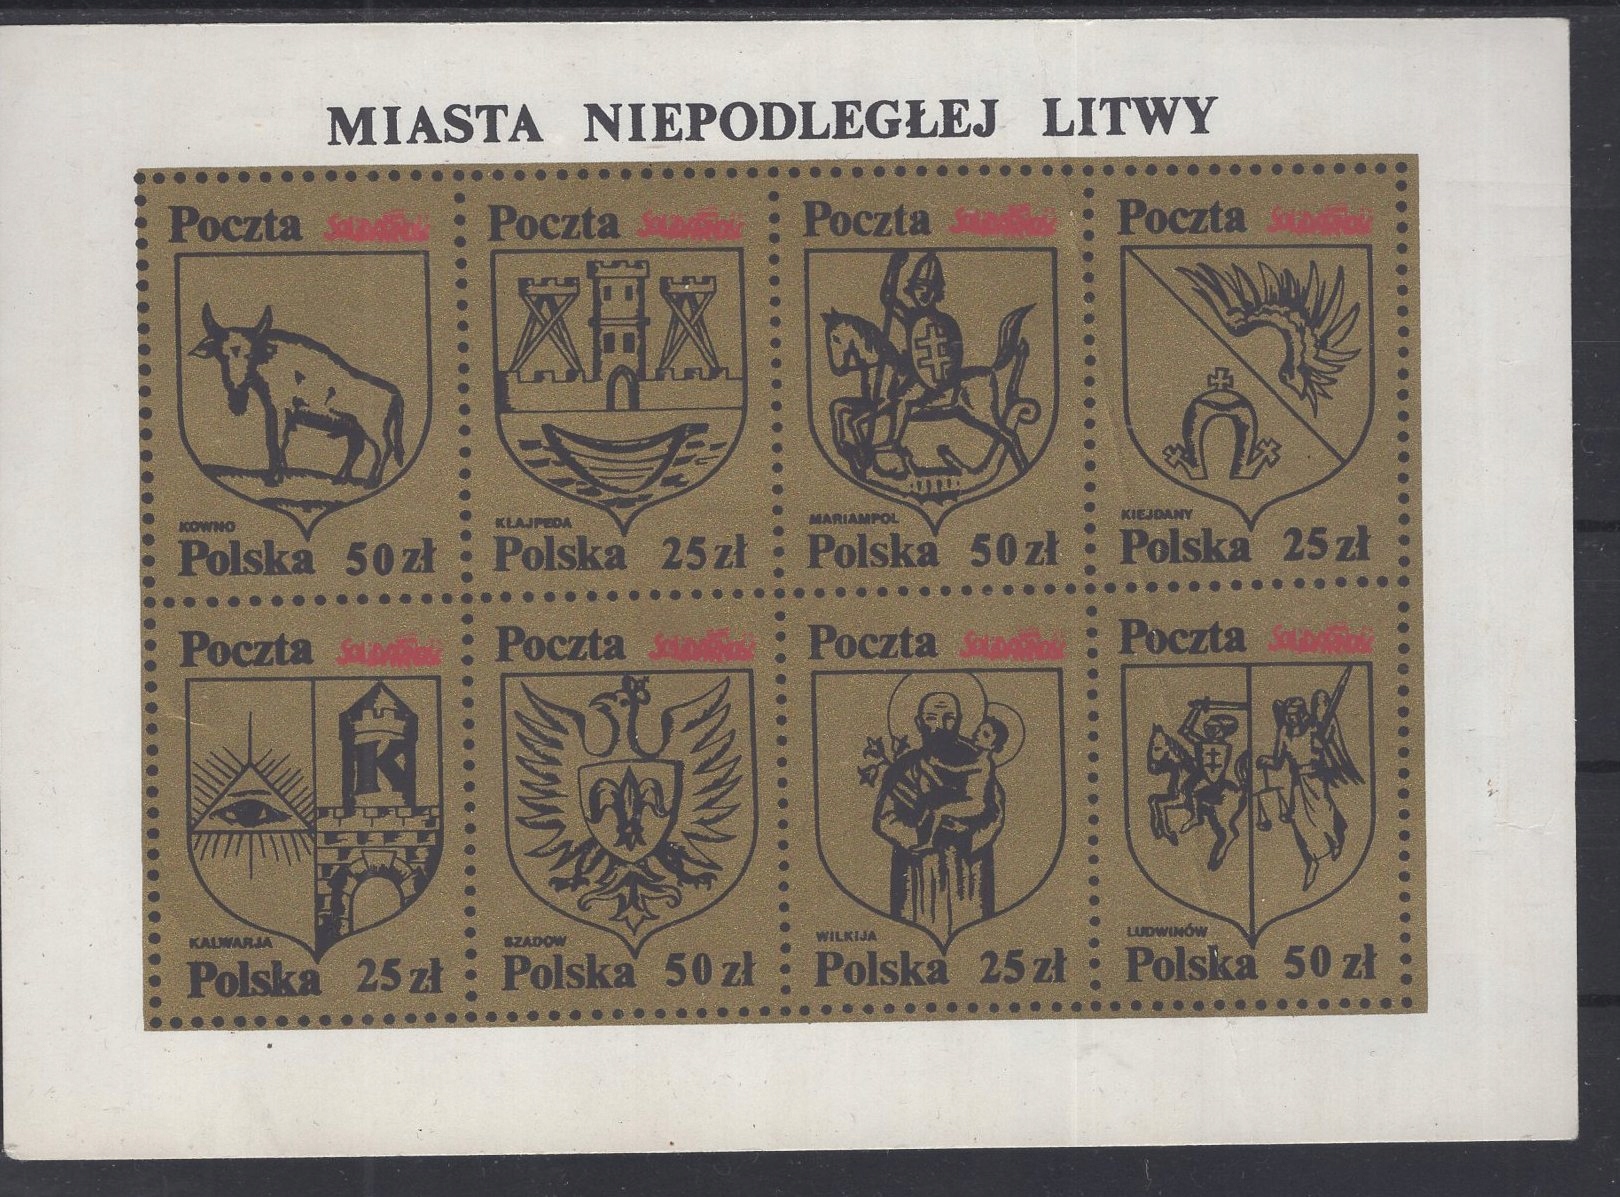 MIASTA NIEPODLEGŁEJ LITWY
Poczta SOLIDARNOŚĆ
KOWNO
Polska 50 zł
Poczta SOLIDARNOŚĆ
KŁAJPEDA
Polska 25 zł
Poczta SOLIDARNOŚĆ
MARIAMPOL
Polska 50 zł
Poczta SOLIDARNOŚĆ
KIEJDANY
Polska 25 zł
Poczta SOLIDARNOŚĆ
K
KALWARJA
Polska 25 zł
Poczta SOLIDARNOŚĆ
SZADOW
Polska 50 zł
Poczta SOLIDARNOŚĆ
WILKIJA
Polska 25 zł
Poczta SOLIDARNOŚĆ
LUDWINÓW
Polska 50 zł